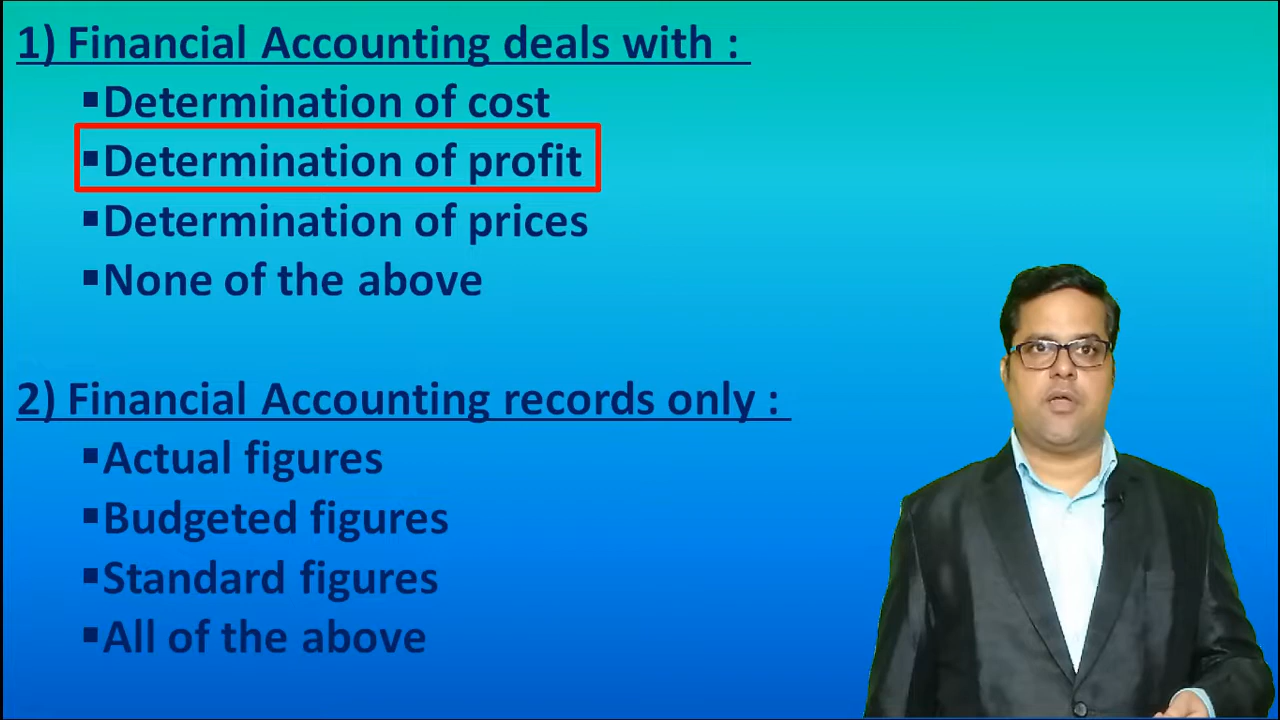 1) Financial Accounting deals with :
▪Determination of cost
▪Determination of profit
▪Determination of prices
▪None of the above
2) Financial Accounting records only :
▪Actual figures
▪Budgeted figures
▪Standard figures
▪All of the above